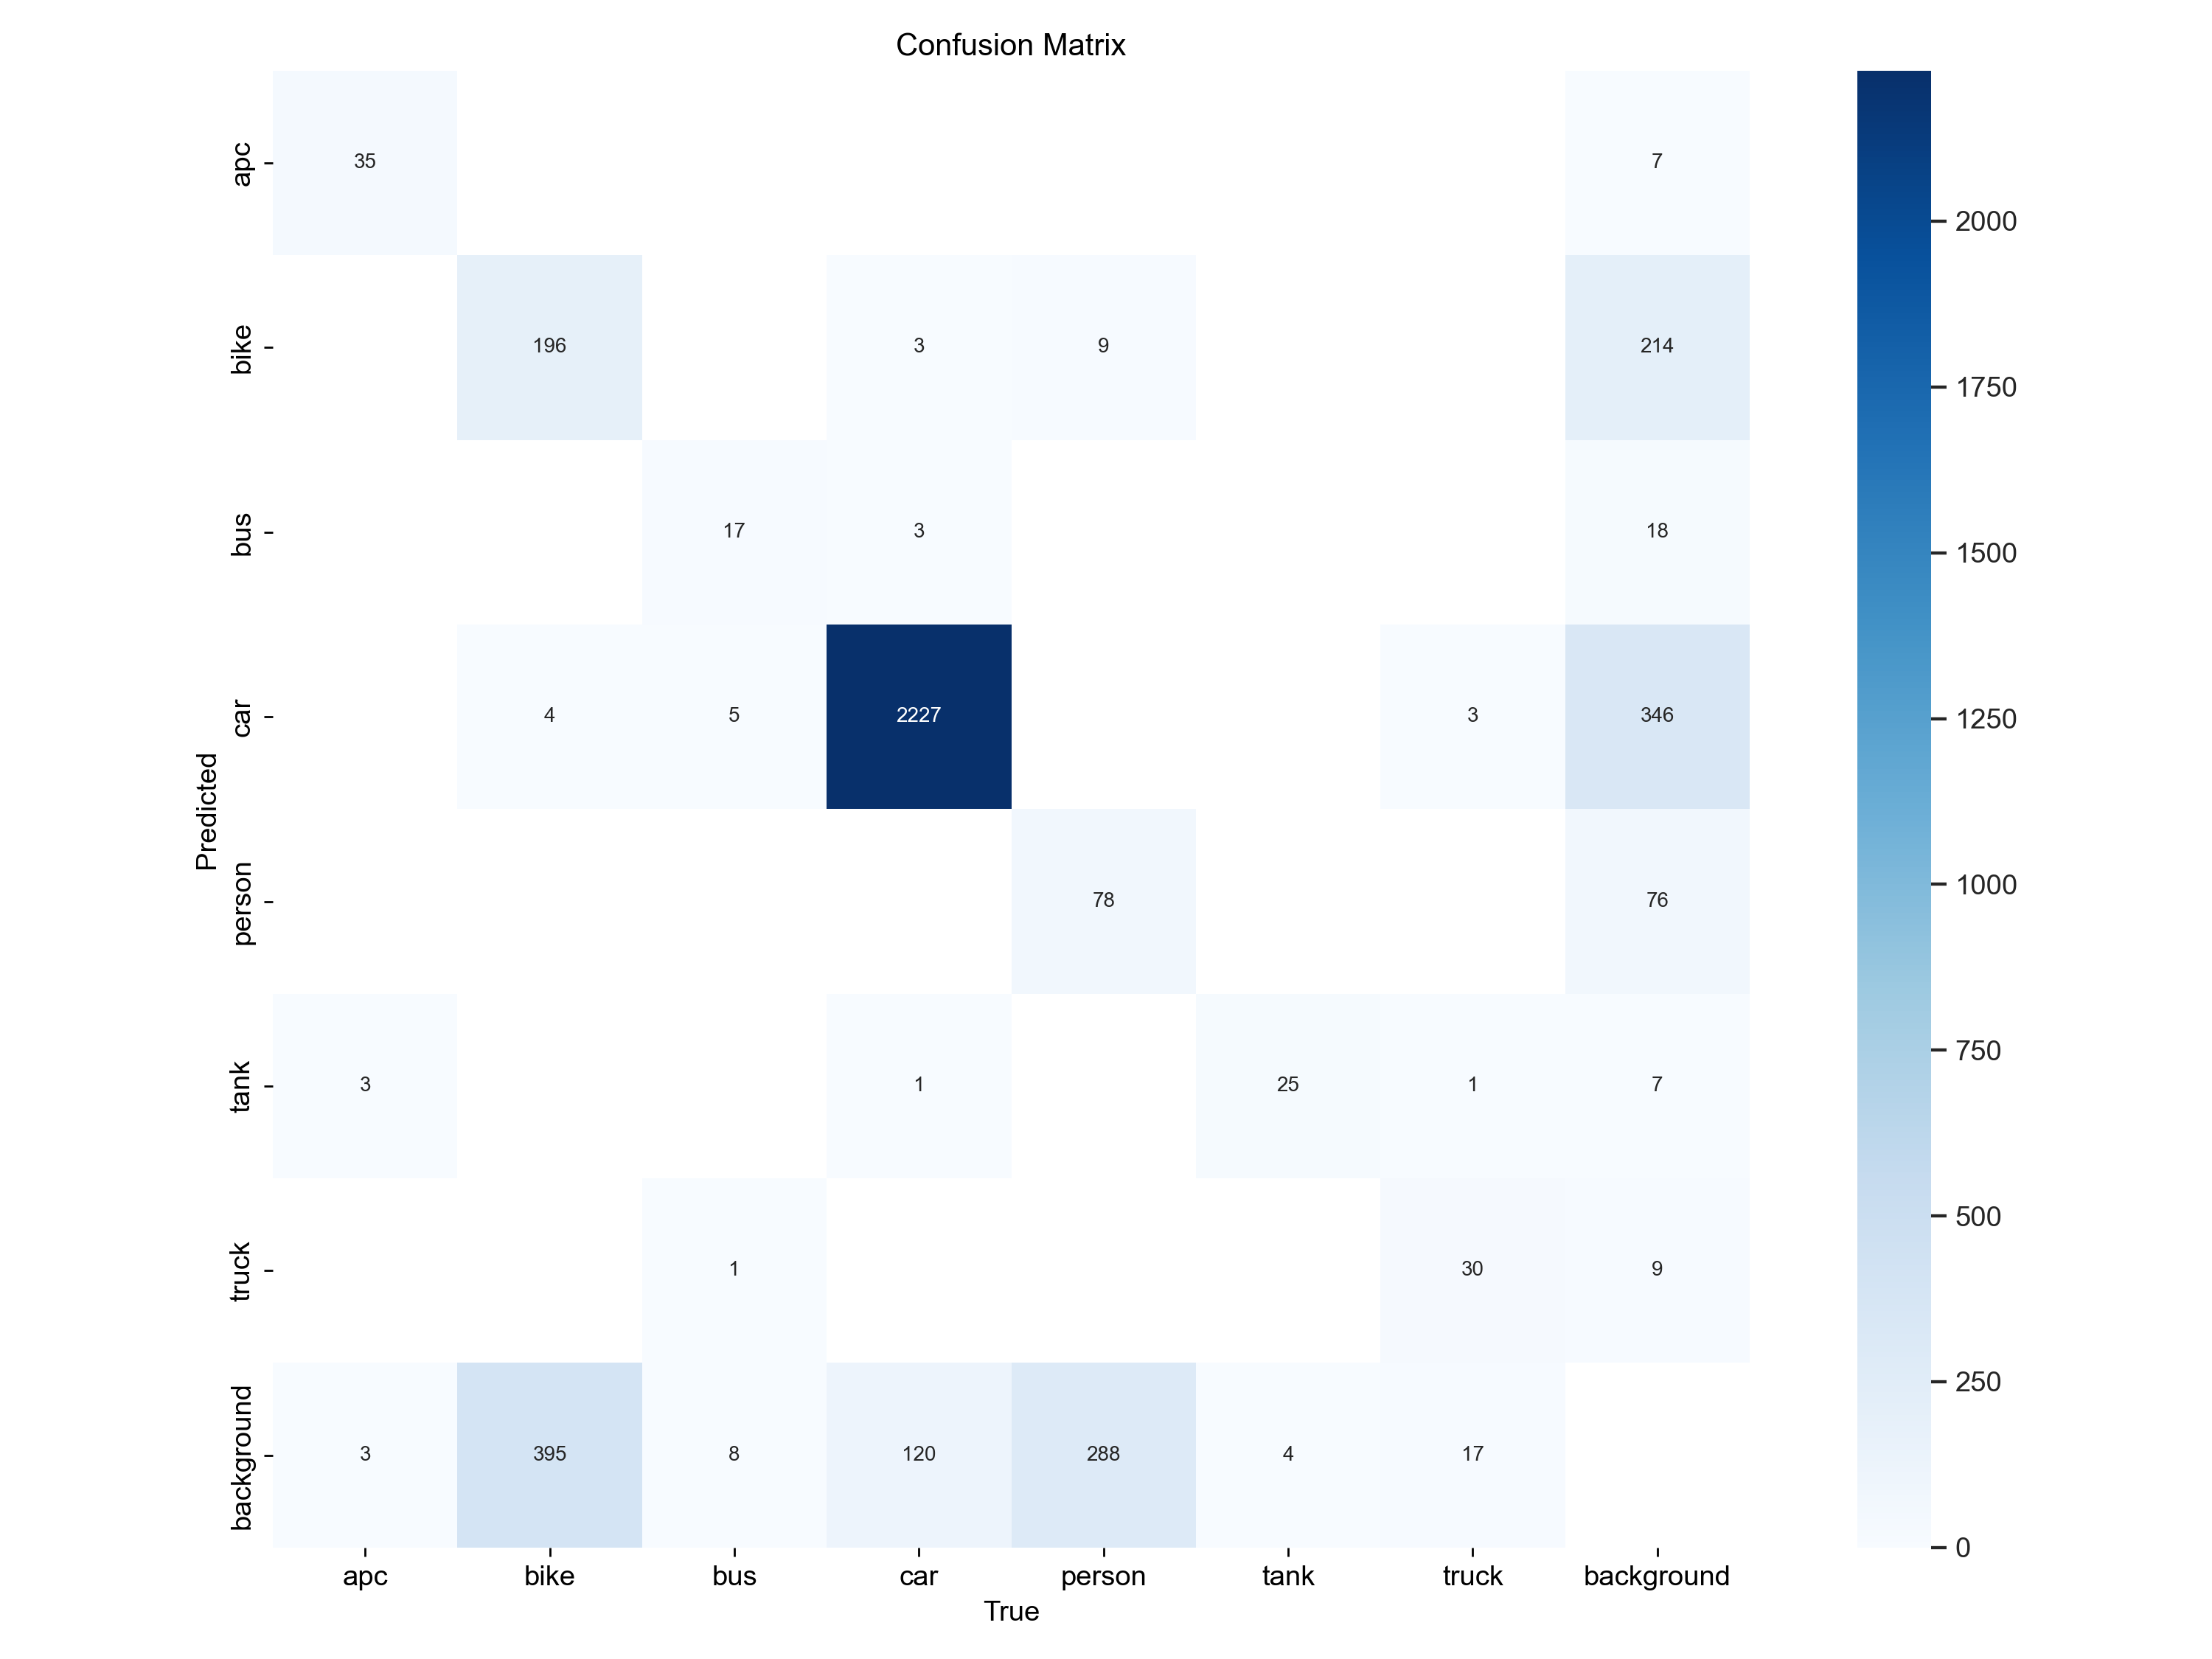 Confusion Matrix
apc 35 7
bike 196 3 9 214
bus 17 3 18
car 4 5 2227 3 346
person 78 76
tank 3 1 25 1 7
truck 1 30 9
background 3 395 8 120 288 4 17
apc bike bus car person tank truck background
True
Predicted
2000
1750
1500
1250
1000
750
500
250
0